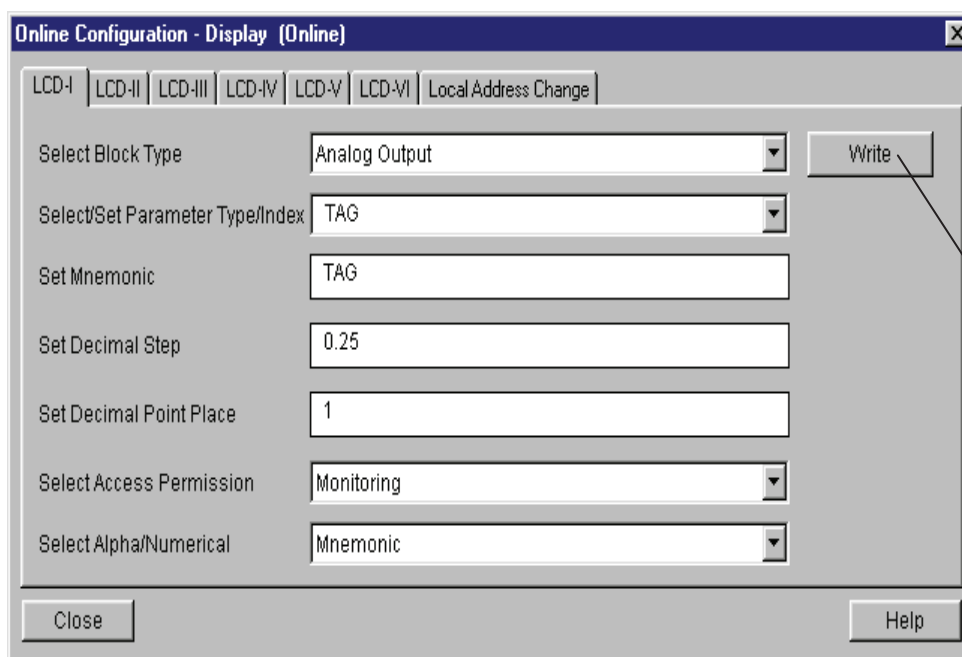 Online Configuration - Display (Online)
LCD-I LCD-II LCD-III LCD-IV LCD-V LCD-VI Local Address Change
Select Block Type Analog Output Write
Select/Set Parameter Type/Index TAG
Set Mnemonic TAG
Set Decimal Step 0.25
Set Decimal Point Place 1
Select Access Permission Monitoring
Select Alpha/Numerical Mnemonic
Close Help